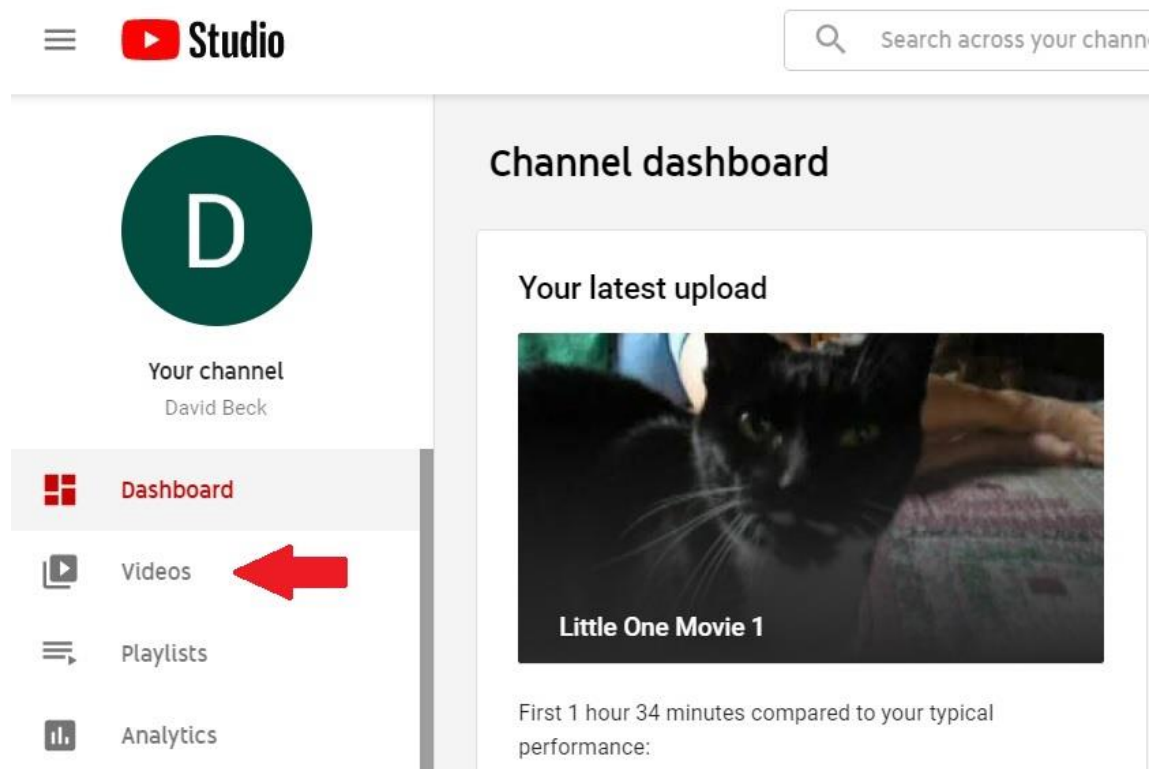 Studio
Search across your chann
D
Your channel
David Beck
Dashboard
Videos
Playlists
Analytics
Channel dashboard
Your latest upload
Little One Movie 1
First 1 hour 34 minutes compared to your typical
performance: